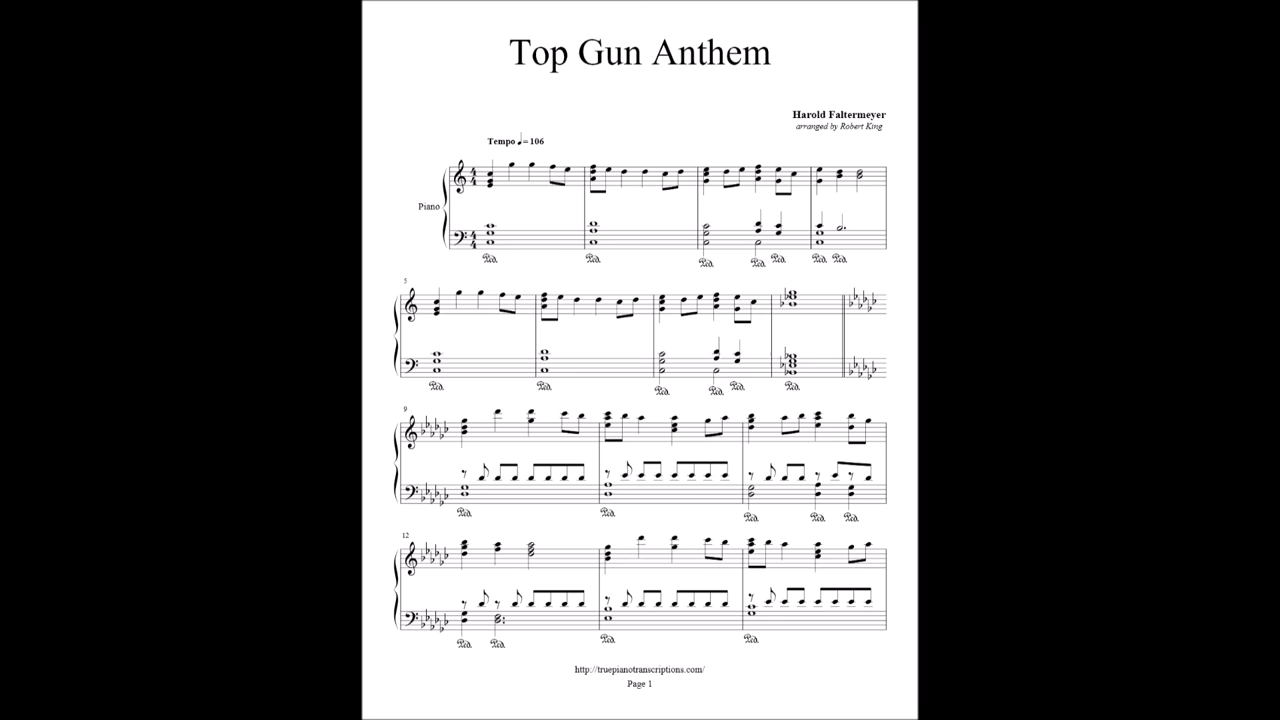 Top Gun Anthem
Harold Faltermeyer
arranged by Robert King
Tempo ♩= 106
Piano
5
9
12
http://truepianotranscriptions.com/
Page 1